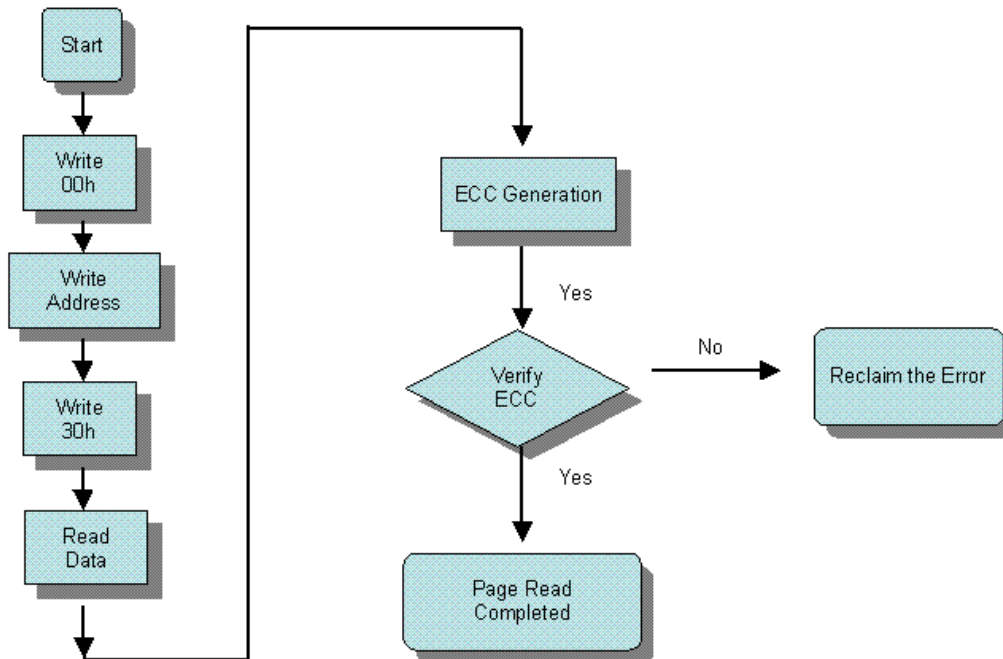 Start
Write
00h
Write
Address
Write
30h
Read
Data
ECC Generation
Yes
Verify
ECC
No
Reclaim the Error
Yes
Page Read
Completed